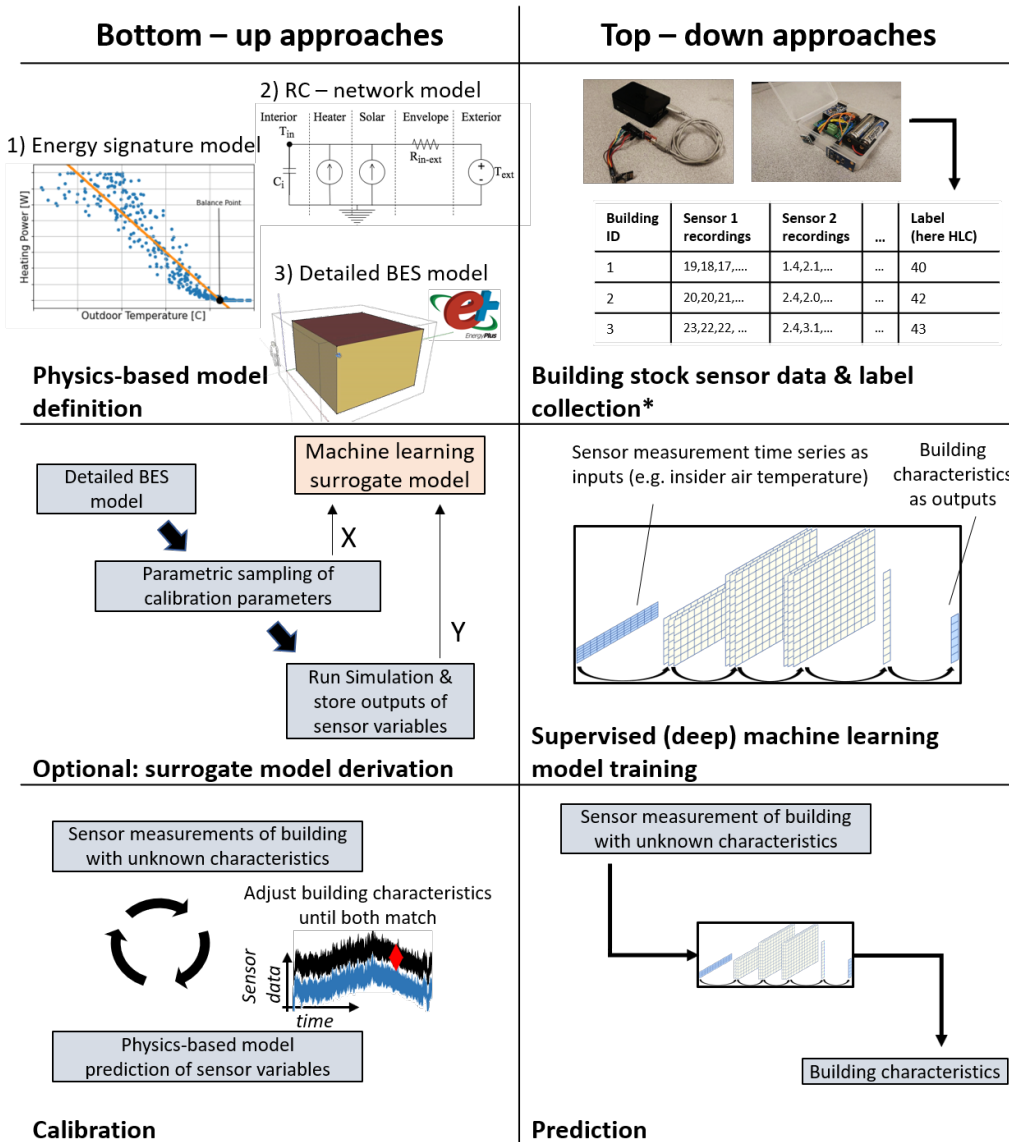 Bottom – up approaches
Top – down approaches
1) Energy signature model
Heating Power [W]
Balance Point
Outdoor Temperature [C]
2) RC – network model
Interior
Heater
Solar
Envelope
Exterior
Tin
Ci
Rin-ext
Text
+
-
3) Detailed BES model
e+
EnergyPlus
Physics-based model
definition
Building
ID
Sensor 1
recordings
Sensor 2
recordings
...
Label
(here HLC)
1
19,18,17,....
1.4,2.1,...
...
40
2
20,20,21,...
2.4,2.0,...
...
42
3
23,22,22, ...
2.4,3.1,...
...
43
Building stock sensor data & label
collection*
Detailed BES
model
Machine learning
surrogate model
X
Parametric sampling of
calibration parameters
Y
Run Simulation &
store outputs of
sensor variables
Optional: surrogate model derivation
Sensor measurement time series as
inputs (e.g. insider air temperature)
Building
characteristics
as outputs
Supervised (deep) machine learning
model training
Sensor measurements of building
with unknown characteristics
Adjust building characteristics
until both match
Sensor
data
time
Physics-based model
prediction of sensor variables
Calibration
Sensor measurement of building
with unknown characteristics
Building characteristics
Prediction